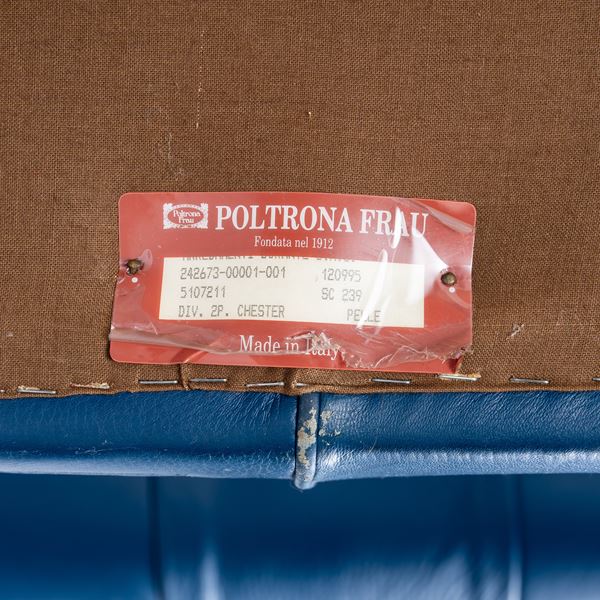 Poltrona
Frau
POLTRONA FRAU
Fondata nel 1912
242673-00001-001 120995
5107211 SC 239
DIV. 2P. CHESTER PELLE
Made in Italy